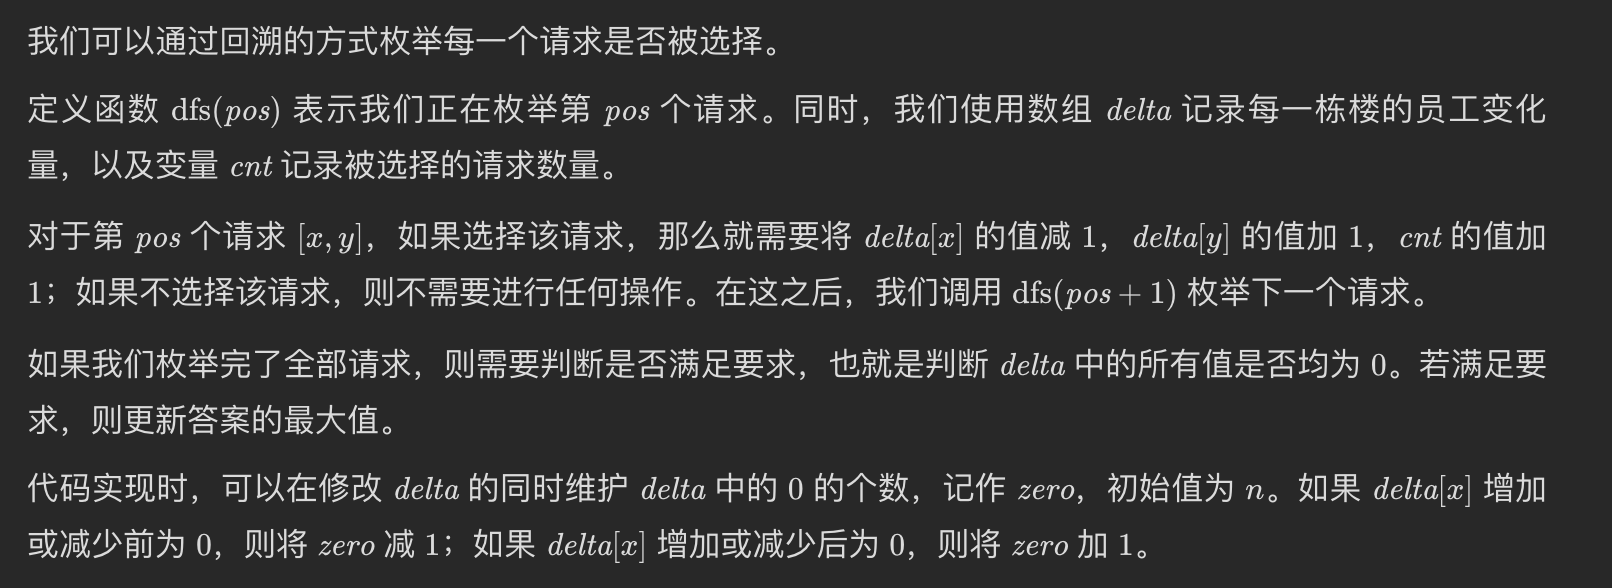 我们可以通过回溯的方式枚举每一个请求是否被选择。
定义函数 dfs(pos) 表示我们正在枚举第 pos 个请求。同时，我们使用数组 delta 记录每一栋楼的员工变化
量，以及变量 cnt 记录被选择的请求数量。
对于第 pos 个请求 [x, y]，如果选择该请求，那么就需要将 delta[x] 的值减 1，delta[y] 的值加 1，cnt 的值加
1；如果不选择该请求，则不需要进行任何操作。在这之后，我们调用 dfs(pos + 1) 枚举下一个请求。
如果我们枚举完了全部请求，则需要判断是否满足要求，也就是判断 delta 中的所有值是否均为 0。若满足要
求，则更新答案的最大值。
代码实现时，可以在修改 delta 的同时维护 delta 中的 0 的个数，记作 zero，初始值为 n。如果 delta[x] 增加
或减少前为 0，则将 zero 减 1；如果 delta[x] 增加或减少后为 0，则将 zero 加 1。